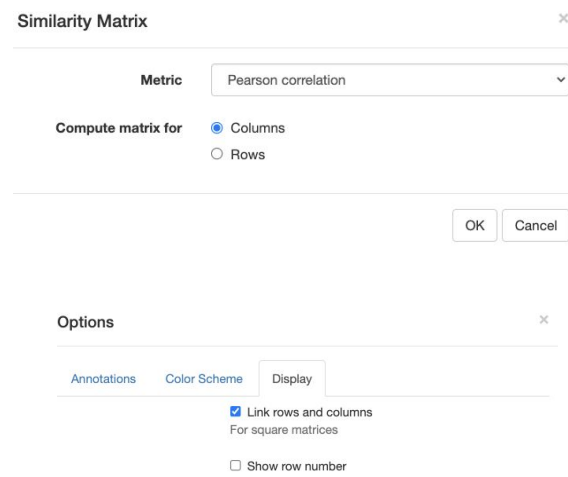 Similarity Matrix ×
Metric Pearson correlation
Compute matrix for Columns
Rows
OK Cancel
Options ×
Annotations Color Scheme Display
Link rows and columns
For square matrices
Show row number